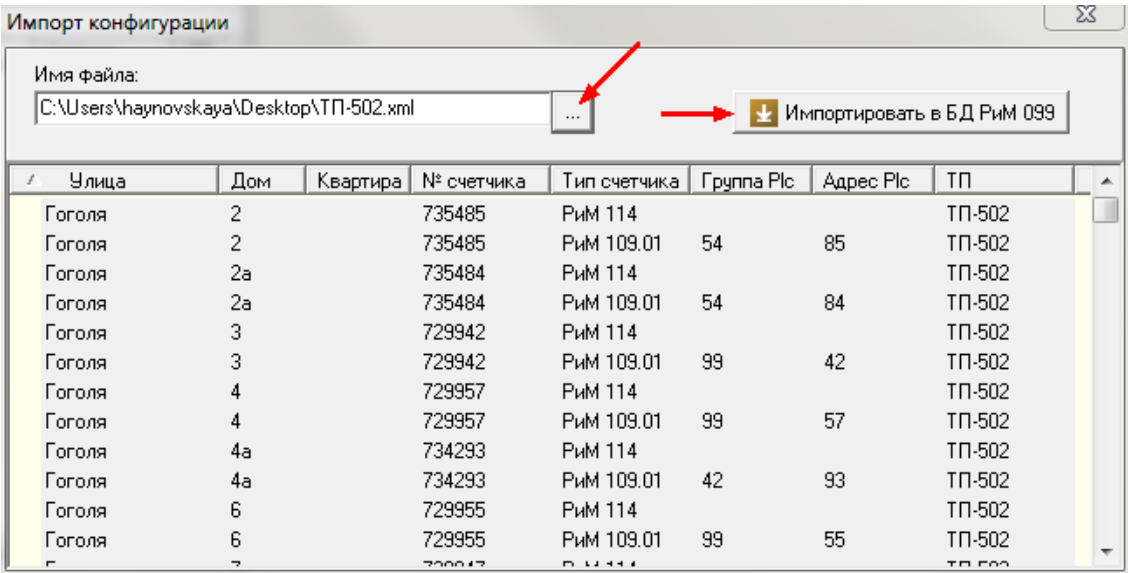 Импорт конфигурации
Имя файла:
C:\Users\haynovskaya\Desktop\ТП-502.xml ... Импортировать в БД РиМ 099
Улица Дом Квартира № счетчика Тип счетчика Группа Plc Адрес Plc ТП
Гоголя 2 735485 РиМ 114 ТП-502
Гоголя 2 735485 РиМ 109.01 54 85 ТП-502
Гоголя 2а 735484 РиМ 114 ТП-502
Гоголя 2а 735484 РиМ 109.01 54 84 ТП-502
Гоголя 3 729942 РиМ 114 ТП-502
Гоголя 3 729942 РиМ 109.01 99 42 ТП-502
Гоголя 4 729957 РиМ 114 ТП-502
Гоголя 4 729957 РиМ 109.01 99 57 ТП-502
Гоголя 4а 734293 РиМ 114 ТП-502
Гоголя 4а 734293 РиМ 109.01 42 93 ТП-502
Гоголя 6 729955 РиМ 114 ТП-502
Гоголя 6 729955 РиМ 109.01 99 55 ТП-502